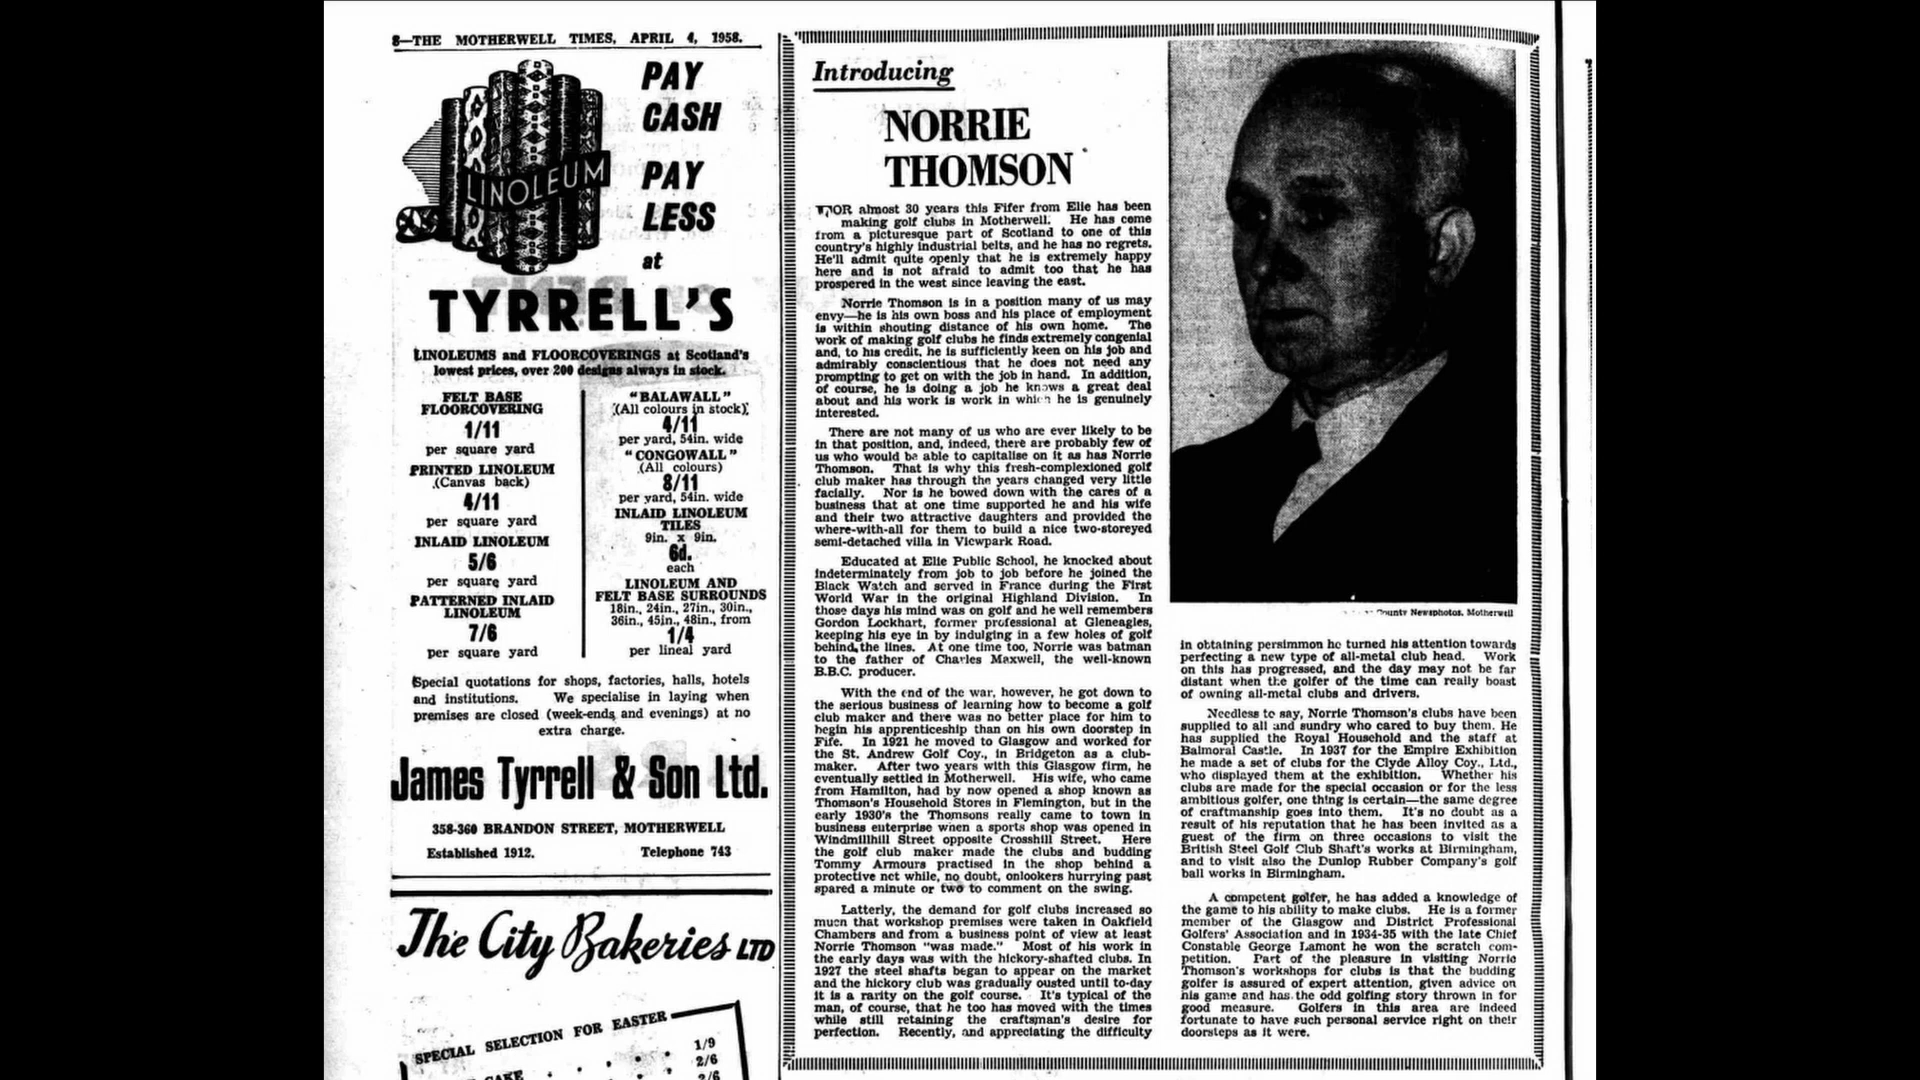 8—THE MOTHERWELL TIMES, APRIL 4, 1958.
LINOLEUM
PAY
CASH
PAY
LESS
at
TYRRELL'S
LINOLEUMS and FLOORCOVERINGS at Scotland's
lowest prices, over 200 designs always in stock.
FELT BASE
FLOORCOVERING
1/11
per square yard
PRINTED LINOLEUM
(Canvas back)
4/11
per square yard
INLAID LINOLEUM
5/6
per square yard
PATTERNED INLAID
LINOLEUM
7/6
per square yard
"BALAWALL"
(All colours in stock)
4/11
per yard, 54in. wide
"CONGOWALL"
(All colours)
8/11
per yard, 54in. wide
INLAID LINOLEUM
TILES
9in. x 9in.
6d.
each
LINOLEUM AND
FELT BASE SURROUNDS
18in., 24in., 27in., 30in.,
36in., 45in., 48in., from
1/4
per lineal yard
Special quotations for shops, factories, halls, hotels
and institutions. We specialise in laying when
premises are closed (week-ends and evenings) at no
extra charge.
James Tyrrell & Son Ltd.
358-360 BRANDON STREET, MOTHERWELL
Established 1912. Telephone 743
The City Bakeries LTD
SPECIAL SELECTION FOR EASTER
1/9
CAKE . . . . 2/6
2/6
Introducing
NORRIE
THOMSON
FOR almost 30 years this Fifer from Elie has been
making golf clubs in Motherwell. He has come
from a picturesque part of Scotland to one of this
country's highly industrial belts, and he has no regrets.
He'll admit quite openly that he is extremely happy
here and is not afraid to admit too that he has
prospered in the west since leaving the east.
Norrie Thomson is in a position many of us may
envy—he is his own boss and his place of employment
is within shouting distance of his own home. The
work of making golf clubs he finds extremely congenial
and, to his credit, he is sufficiently keen on his job and
admirably conscientious that he does not need any
prompting to get on with the job in hand. In addition,
of course, he is doing a job he knows a great deal
about and his work is work in which he is genuinely
interested.
There are not many of us who are ever likely to be
in that position, and, indeed, there are probably few of
us who would be able to capitalise on it as has Norrie
Thomson. That is why this fresh-complexioned golf
club maker has through the years changed very little
facially. Nor is he bowed down with the cares of a
business that at one time supported he and his wife
and their two attractive daughters and provided the
where-with-all for them to build a nice two-storeyed
semi-detached villa in Viewpark Road.
Educated at Elie Public School, he knocked about
indeterminately from job to job before he joined the
Black Watch and served in France during the First
World War in the original Highland Division. In
those days his mind was on golf and he well remembers
Gordon Lockhart, former professional at Gleneagles,
keeping his eye in by indulging in a few holes of golf
behind the lines. At one time too, Norrie was batman
to the father of Charles Maxwell, the well-known
B.B.C. producer.
With the end of the war, however, he got down to
the serious business of learning how to become a golf
club maker and there was no better place for him to
begin his apprenticeship than on his own doorstep in
Fife. In 1921 he moved to Glasgow and worked for
the St. Andrew Golf Coy., in Bridgeton as a club-
maker. After two years with this Glasgow firm, he
eventually settled in Motherwell. His wife, who came
from Hamilton, had by now opened a shop known as
Thomson's Household Stores in Flemington, but in the
early 1930's the Thomsons really came to town in
business enterprise when a sports shop was opened in
Windmillhill Street opposite Crosshill Street. Here
the golf club maker made the clubs and budding
Tommy Armours practised in the shop behind a
protective net while, no doubt, onlookers hurrying past
spared a minute or two to comment on the swing.
Latterly, the demand for golf clubs increased so
much that workshop premises were taken in Oakfield
Chambers and from a business point of view at least
Norrie Thomson "was made." Most of his work in
the early days was with the hickory-shafted clubs. In
1927 the steel shafts began to appear on the market
and the hickory club was gradually ousted until to-day
it is a rarity on the golf course. It's typical of the
man, of course, that he too has moved with the times
while still retaining the craftsman's desire for
perfection. Recently, and appreciating the difficulty
County Newsphotos, Motherwell
in obtaining persimmon he turned his attention towards
perfecting a new type of all-metal club head. Work
on this has progressed, and the day may not be far
distant when the golfer of the time can really boast
of owning all-metal clubs and drivers.
Needless to say, Norrie Thomson's clubs have been
supplied to all and sundry who cared to buy them. He
has supplied the Royal Household and the staff at
Balmoral Castle. In 1937 for the Empire Exhibition
he made a set of clubs for the Clyde Alloy Coy., Ltd.,
who displayed them at the exhibition. Whether his
clubs are made for the special occasion or for the less
ambitious golfer, one thing is certain—the same degree
of craftmanship goes into them. It's no doubt as a
result of his reputation that he has been invited as a
guest of the firm on three occasions to visit the
British Steel Golf Club Shaft's works at Birmingham,
and to visit also the Dunlop Rubber Company's golf
ball works in Birmingham.
A competent golfer, he has added a knowledge of
the game to his ability to make clubs. He is a former
member of the Glasgow and District Professional
Golfers' Association and in 1934-35 with the late Chief
Constable George Lamont he won the scratch com-
petition. Part of the pleasure in visiting Norrie
Thomson's workshops for clubs is that the budding
golfer is assured of expert attention, given advice on
his game and has the odd golfing story thrown in for
good measure. Golfers in this area are indeed
fortunate to have such personal service right on their
doorsteps as it were.